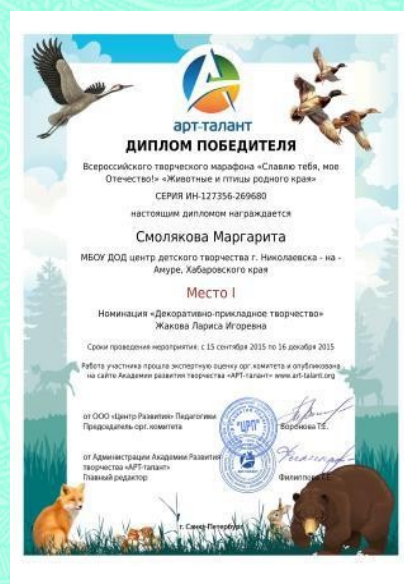 арт-талант
ДИПЛОМ ПОБЕДИТЕЛЯ
Всероссийского творческого марафона «Славлю тебя, мое
Отечество!» «Животные и птицы родного края»
СЕРИЯ ИН-127356-269680
настоящим дипломом награждается
Смолякова Маргарита
МБОУ ДОД центр детского творчества г. Николаевска - на -
Амуре, Хабаровского края
Место I
Номинация «Декоративно-прикладное творчество»
Жакова Лариса Игоревна
Сроки проведения мероприятия: с 15 сентября 2015 по 16 декабря 2015
Работа участника прошла экспертную оценку орг.комитета и опубликована
на сайте Академии развития творчества «АРТ-талант» www.art-talant.org
от ООО «Центр Развития» Педагогики
Председатель орг.комитета
"ЦРП"
Воронова Т.Е.
от Администрации Академии Развития
творчества «АРТ-талант»
Главный редактор
г. Санкт-Петербург